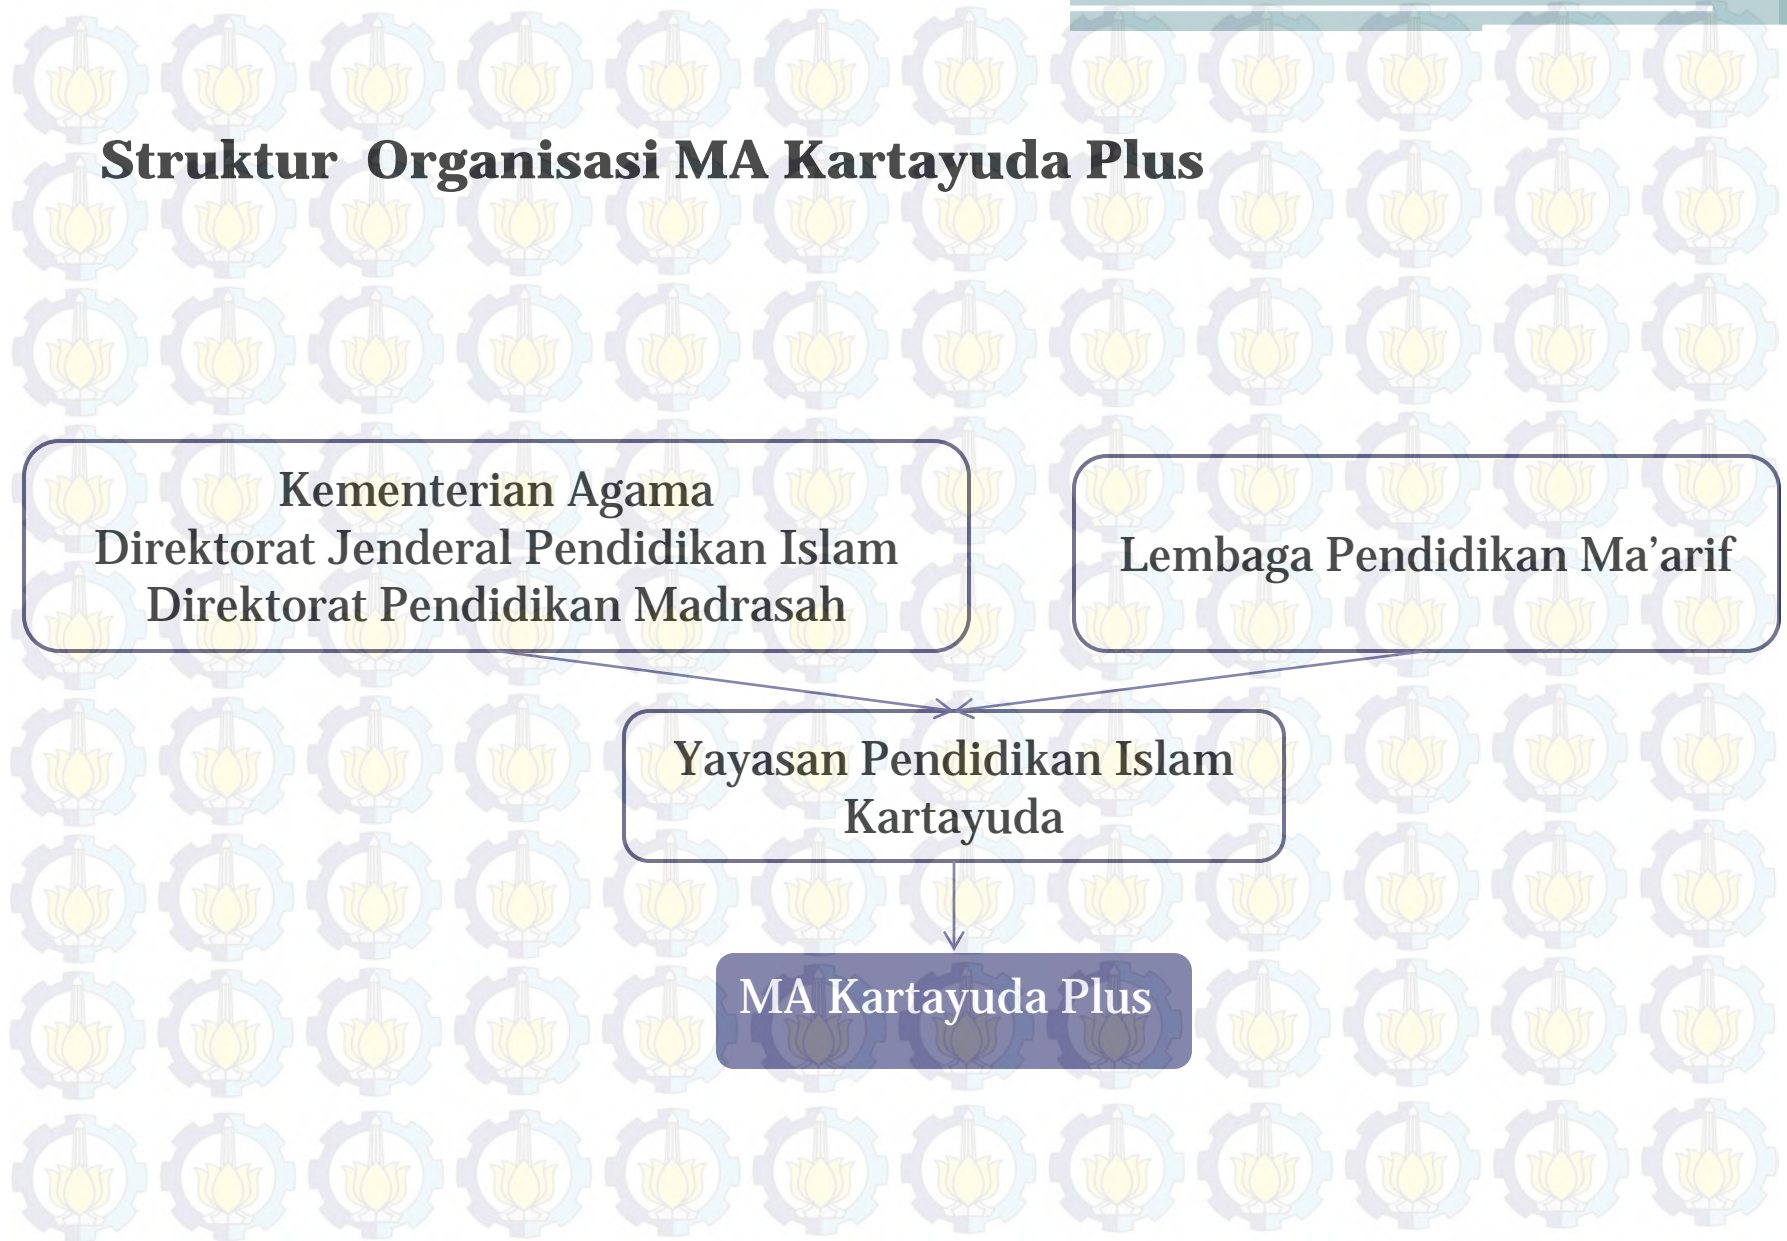 Struktur Organisasi MA Kartayuda Plus
Kementerian Agama
Direktorat Jenderal Pendidikan Islam
Direktorat Pendidikan Madrasah
Lembaga Pendidikan Ma’arif
Yayasan Pendidikan Islam
Kartayuda
MA Kartayuda Plus